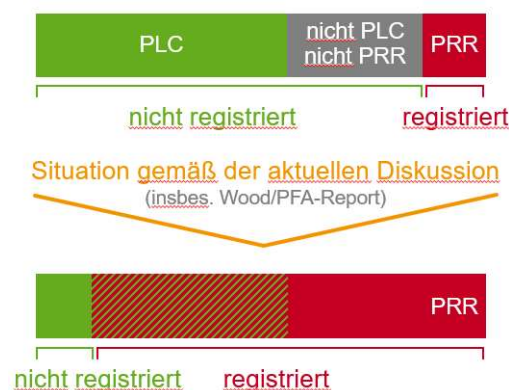 PLC
nicht PLC
nicht PRR
PRR
nicht registriert
registriert
Situation gemäß der aktuellen Diskussion
(insbes. Wood/PFA-Report)
PRR
nicht registriert
registriert